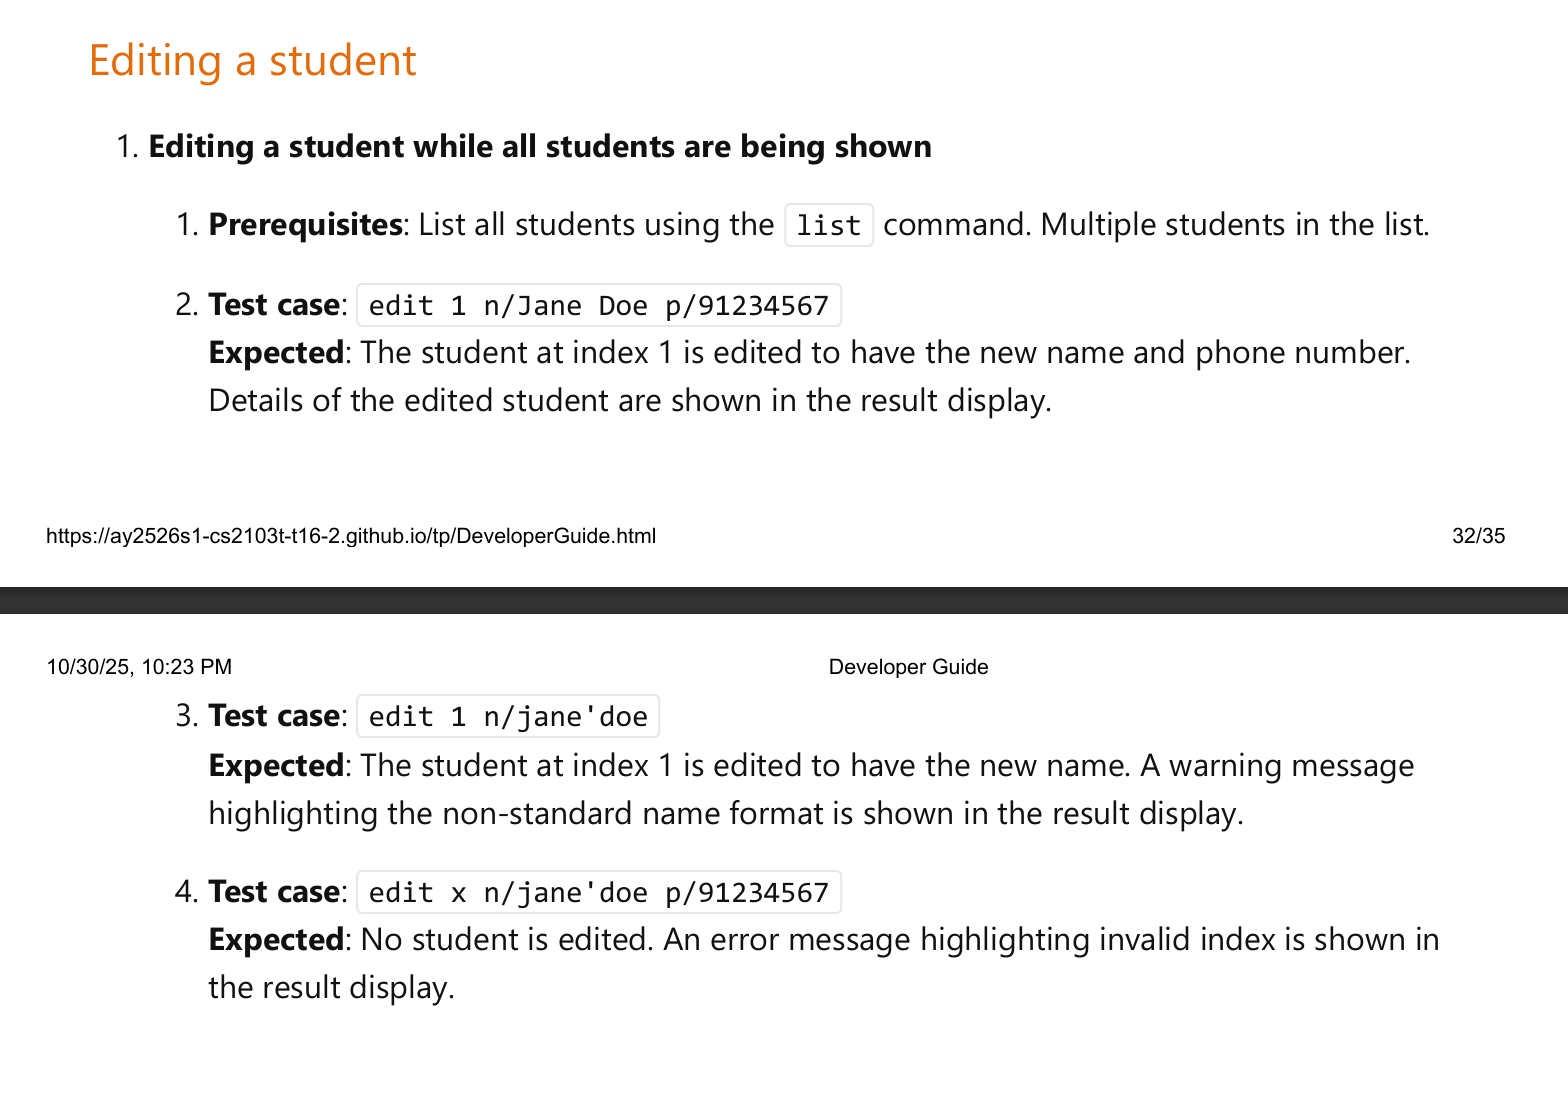 Editing a student
1. Editing a student while all students are being shown
1. Prerequisites: List all students using the list command. Multiple students in the list.
2. Test case: edit 1 n/Jane Doe p/91234567
Expected: The student at index 1 is edited to have the new name and phone number.
Details of the edited student are shown in the result display.
https://ay2526s1-cs2103t-t16-2.github.io/tp/DeveloperGuide.html 32/35
10/30/25, 10:23 PM Developer Guide
3. Test case: edit 1 n/jane'doe
Expected: The student at index 1 is edited to have the new name. A warning message
highlighting the non-standard name format is shown in the result display.
4. Test case: edit x n/jane'doe p/91234567
Expected: No student is edited. An error message highlighting invalid index is shown in
the result display.